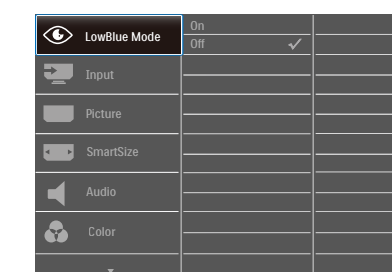 LowBlue Mode
On
Off
Input
Picture
SmartSize
Audio
Color